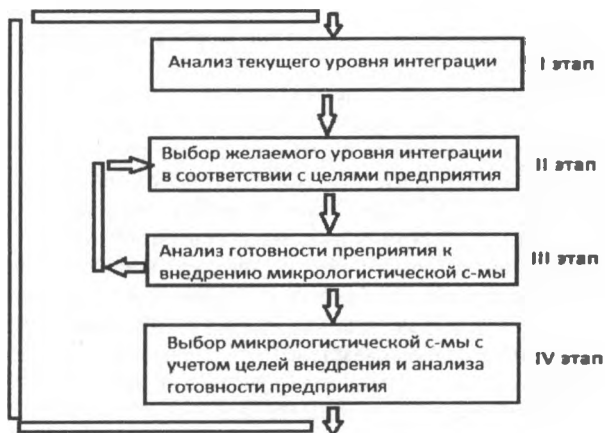 Анализ текущего уровня интеграции
I этап
Выбор желаемого уровня интеграции
в соответствии с целями предприятия
II этап
Анализ готовности преприятия к
внедрению микрологистической с-мы
III этап
Выбор микрологистической с-мы с
учетом целей внедрения и анализа
готовности предприятия
IV этап